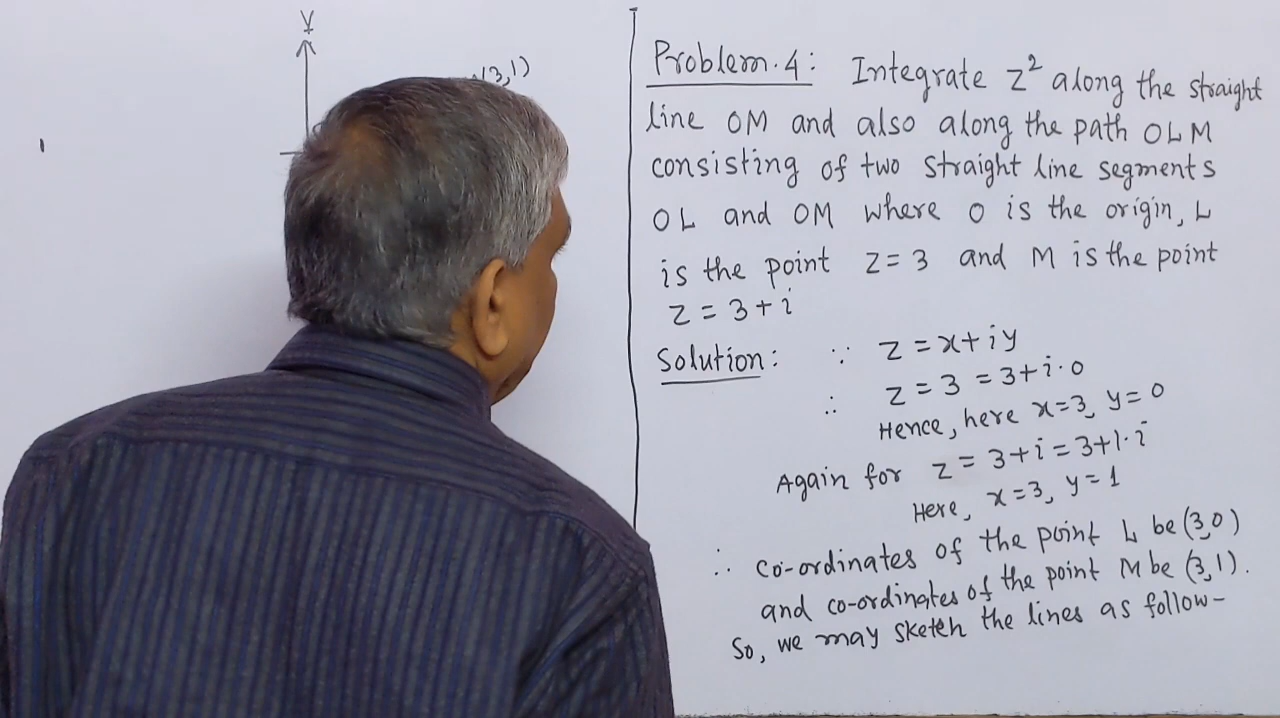 Y
(3,1)
Problem.4: Integrate z² along the straight
line OM and also along the path OLM
consisting of two straight line segments
OL and OM where O is the origin, L
is the point z = 3 and M is the point
z = 3 + i
Solution: ∵ z = x + iy
∴ z = 3 = 3 + i·0
Hence, here x=3, y=0
Again for z = 3+i = 3+1·i
Here, x=3, y=1
∴ co-ordinates of the point L be (3,0)
and co-ordinates of the point M be (3,1).
So, we may sketch the lines as follow-